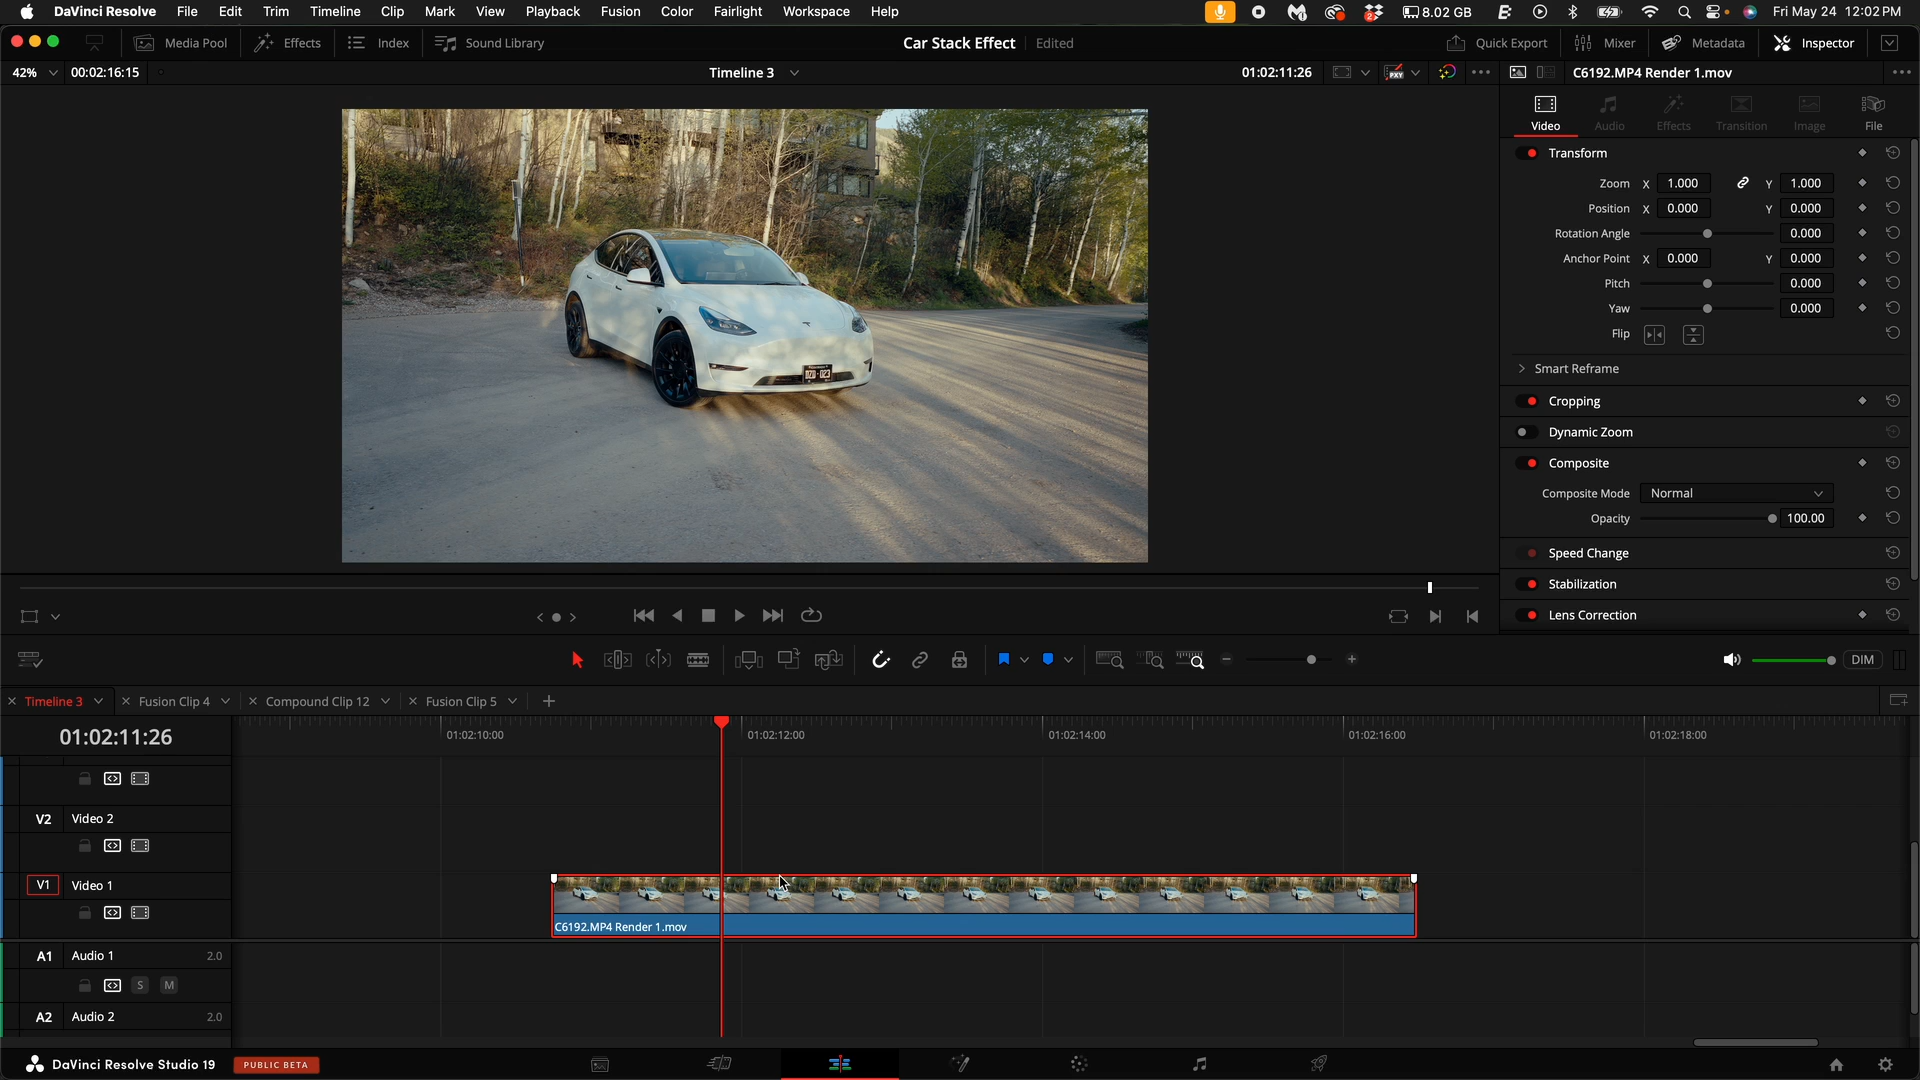 DaVinci Resolve File Edit Trim Timeline Clip Mark View Playback Fusion Color Fairlight Workspace Help 2 8.02 GB Fri May 24 12:02 PM
Media Pool Effects Index Sound Library Car Stack Effect Edited Quick Export Mixer Metadata Inspector
42% 00:02:16:15 Timeline 3 01:02:11:26 PXY C6192.MP4 Render 1.mov
Video Audio Effects Transition Image File
Transform
Zoom X 1.000 Y 1.000
Position X 0.000 Y 0.000
Rotation Angle 0.000
Anchor Point X 0.000 Y 0.000
Pitch 0.000
Yaw 0.000
Flip
Smart Reframe
Cropping
Dynamic Zoom
Composite
Composite Mode Normal
Opacity 100.00
Speed Change
Stabilization
Lens Correction
DIM
Timeline 3 Fusion Clip 4 Compound Clip 12 Fusion Clip 5
01:02:11:26 01:02:10:00 01:02:12:00 01:02:14:00 01:02:16:00 01:02:18:00
V2 Video 2
V1 Video 1
C6192.MP4 Render 1.mov
A1 Audio 1 2.0
S M
A2 Audio 2 2.0
DaVinci Resolve Studio 19 PUBLIC BETA